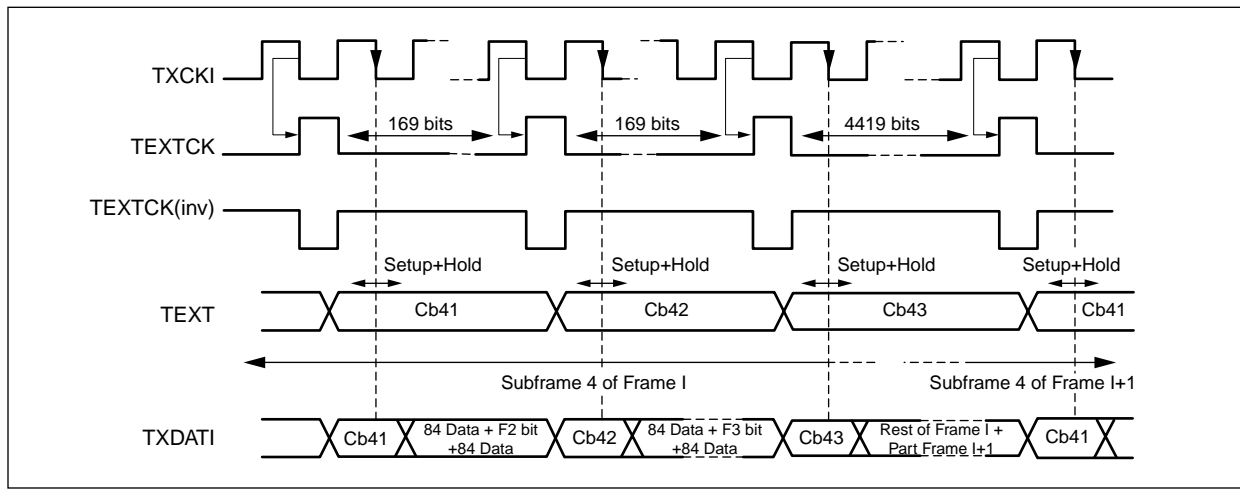 TXCKI
169 bits
169 bits
4419 bits
TEXTCK
TEXTCK(inv)
Setup+Hold
Setup+Hold
Setup+Hold
Setup+Hold
TEXT
Cb41
Cb42
Cb43
Cb41
Subframe 4 of Frame I
Subframe 4 of Frame I+1
TXDATI
Cb41
84 Data + F2 bit
+84 Data
Cb42
84 Data + F3 bit
+84 Data
Cb43
Rest of Frame I +
Part Frame I+1
Cb41